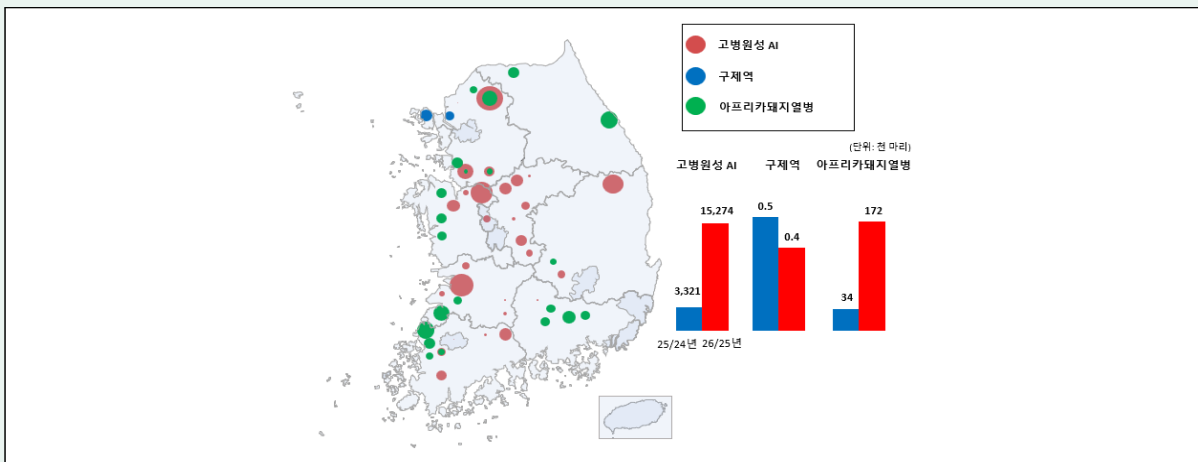 고병원성 AI
구제역
아프리카돼지열병
(단위: 천 마리)
고병원성 AI 구제역 아프리카돼지열병
3,321 15,274 0.5 0.4 34 172
25/24년 26/25년